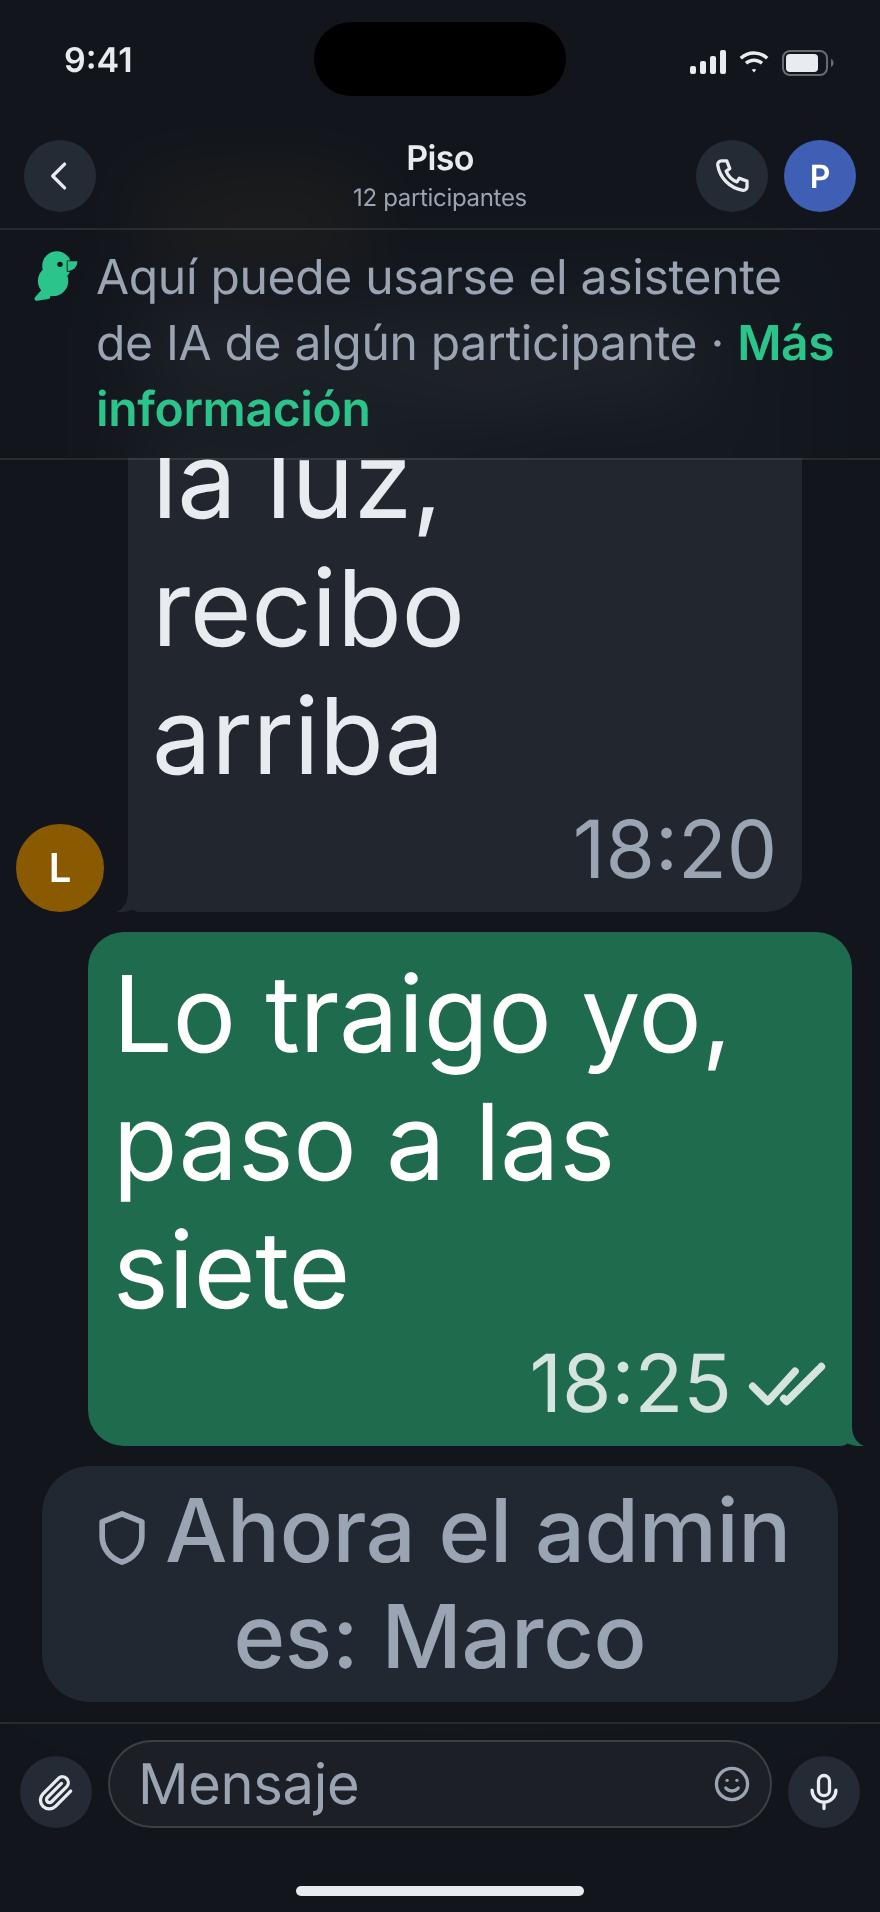 9:41
Piso
12 participantes
P
Aquí puede usarse el asistente
de IA de algún participante · Más
información
la luz,
recibo
arriba
18:20
L
Lo traigo yo,
paso a las
siete
18:25
Ahora el admin
es: Marco
Mensaje